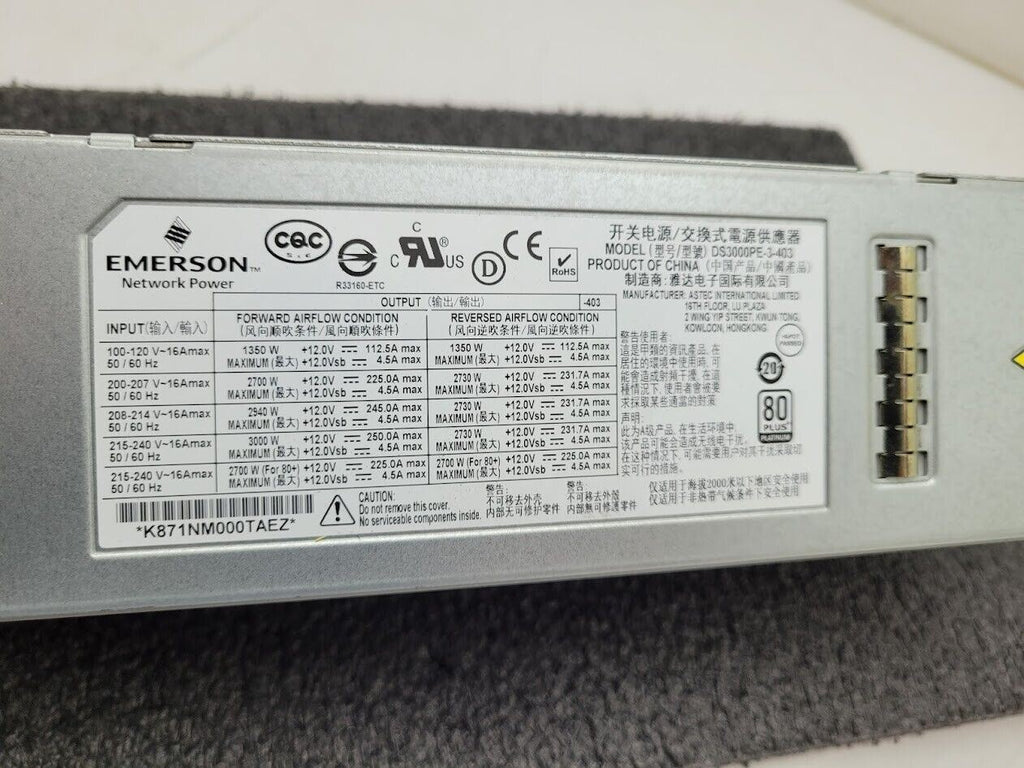 EMERSON™
Network Power
CQC
S & E
R33160-ETC
C
C UR® US
D
CE
✓
RoHS
开关电源/交换式電源供應器
MODEL (型号/型號) DS3000PE-3-403
PRODUCT OF CHINA (中国产品/中國產品)
制造商: 雅达电子国际有限公司
MANUFACTURER: ASTEC INTERNATIONAL LIMITED
16TH FLOOR, LU PLAZA
2 WING YIP STREET, KWUN TONG,
KOWLOON, HONGKONG
OUTPUT (输出/輸出) -403
INPUT(输入/輸入) FORWARD AIRFLOW CONDITION (风向顺吹条件/風向順吹條件) REVERSED AIRFLOW CONDITION (风向逆吹条件/風向逆吹條件)
100-120 V~16Amax 1350 W +12.0V 112.5A max 1350 W +12.0V 112.5A max
50 / 60 Hz MAXIMUM (最大) +12.0Vsb 4.5A max MAXIMUM (最大) +12.0Vsb 4.5A max
200-207 V~16Amax 2700 W +12.0V 225.0A max 2730 W +12.0V 231.7A max
50 / 60 Hz MAXIMUM (最大) +12.0Vsb 4.5A max MAXIMUM (最大) +12.0Vsb 4.5A max
208-214 V~16Amax 2940 W +12.0V 245.0A max 2730 W +12.0V 231.7A max
50 / 60 Hz MAXIMUM (最大) +12.0Vsb 4.5A max MAXIMUM (最大) +12.0Vsb 4.5A max
215-240 V~16Amax 3000 W +12.0V 250.0A max 2730 W +12.0V 231.7A max
50 / 60 Hz MAXIMUM (最大) +12.0Vsb 4.5A max MAXIMUM (最大) +12.0Vsb 4.5A max
215-240 V~16Amax 2700 W (For 80+) +12.0V 225.0A max 2700 W (For 80+) +12.0V 225.0A max
50 / 60 Hz MAXIMUM (最大) +12.0Vsb 4.5A max MAXIMUM (最大) +12.0Vsb 4.5A max
警告使用者:
這是甲類的資訊產品,在
居住的環境中使用時,可
能會造成射頻干擾,在這
種情況下,使用者會被要
求採取某些適當的對策
声明:
此为A级产品,在生活环境中,
该产品可能会造成无线电干扰。
在这种情况下,可能需要用户对其干扰采取切
实可行的措施。
HI-POT
PASSED
20
80
PLUS
PLATINUM
*K871NM000TAEZ*
CAUTION:
Do not remove this cover.
No serviceable components inside.
警告:
不可移去外壳
内部无可修护零件
警告:
不可移去外殼
內部無可修護零件
仅适用于海拔2000米以下地区安全使用
仅适用于非热带气候条件下安全使用